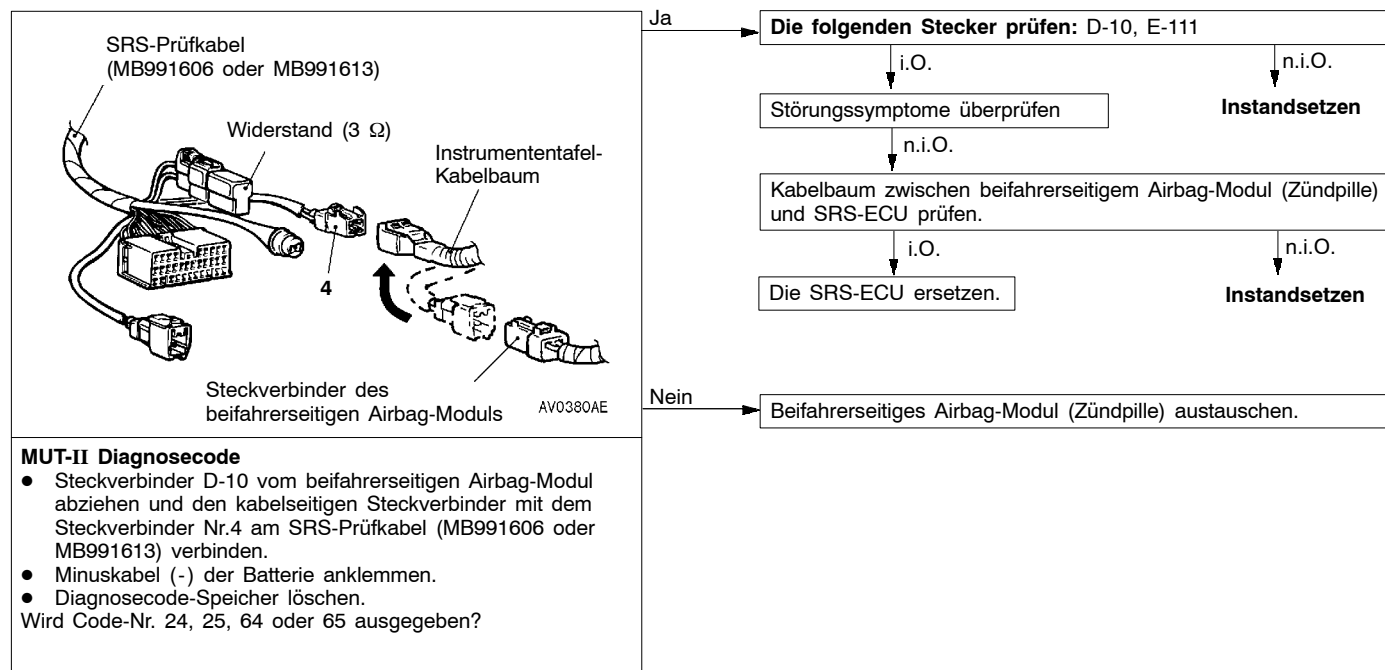 SRS-Prüfkabel
(MB991606 oder MB991613)
Widerstand (3 Ω)
Instrumententafel-
Kabelbaum
4
Steckverbinder des
beifahrerseitigen Airbag-Moduls
AV0380AE
MUT-II Diagnosecode
● Steckverbinder D-10 vom beifahrerseitigen Airbag-Modul
abziehen und den kabelseitigen Steckverbinder mit dem
Steckverbinder Nr.4 am SRS-Prüfkabel (MB991606 oder
MB991613) verbinden.
● Minuskabel (-) der Batterie anklemmen.
● Diagnosecode-Speicher löschen.
Wird Code-Nr. 24, 25, 64 oder 65 ausgegeben?
Ja
Die folgenden Stecker prüfen: D-10, E-111
i.O.
n.i.O.
Störungssymptome überprüfen
Instandsetzen
n.i.O.
Kabelbaum zwischen beifahrerseitigem Airbag-Modul (Zündpille)
und SRS-ECU prüfen.
i.O.
n.i.O.
Die SRS-ECU ersetzen.
Instandsetzen
Nein
Beifahrerseitiges Airbag-Modul (Zündpille) austauschen.